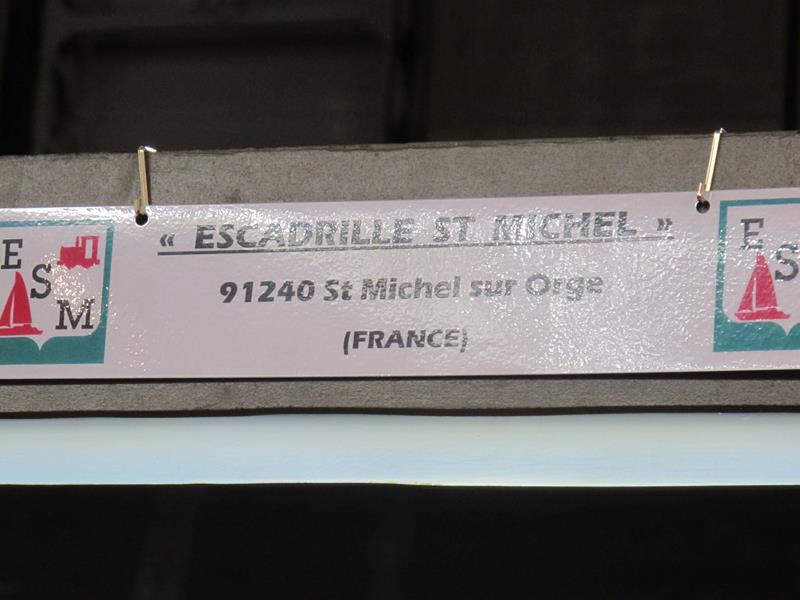 « ESCADRILLE ST MICHEL »
91240 St Michel sur Orge
(FRANCE)
E
S
M
E
S